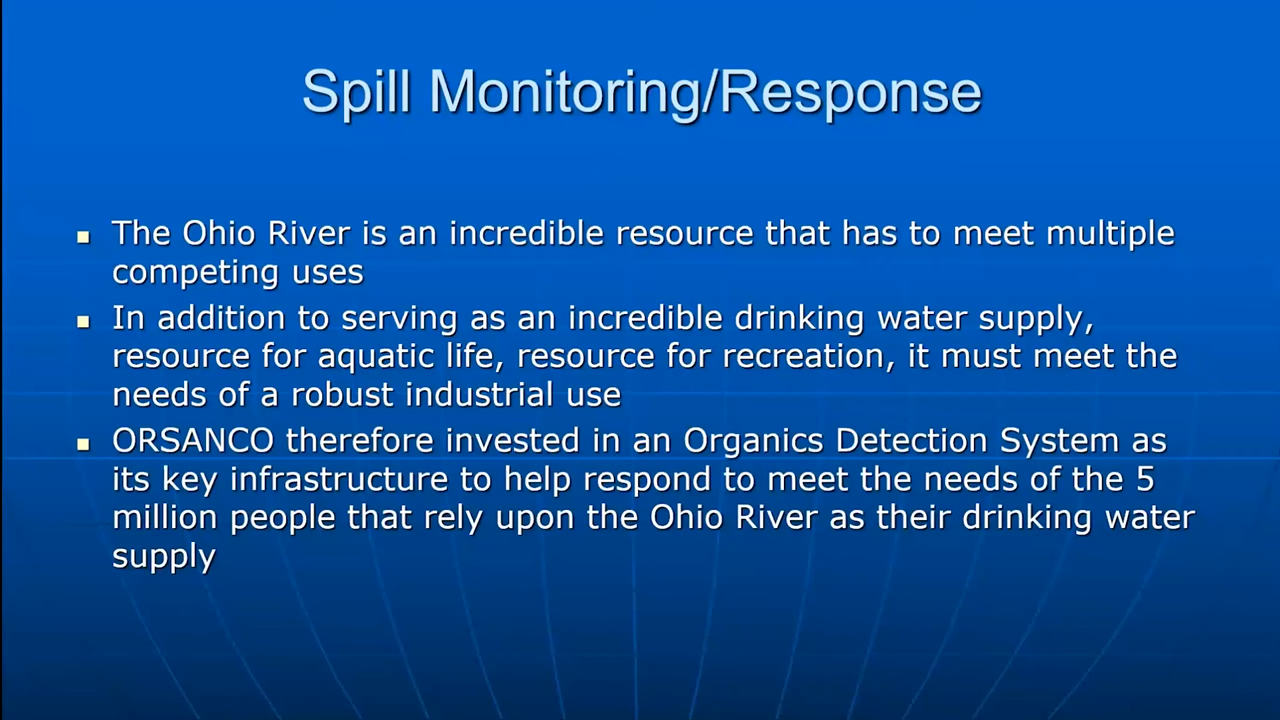 Spill Monitoring/Response
The Ohio River is an incredible resource that has to meet multiple
competing uses
In addition to serving as an incredible drinking water supply,
resource for aquatic life, resource for recreation, it must meet the
needs of a robust industrial use
ORSANCO therefore invested in an Organics Detection System as
its key infrastructure to help respond to meet the needs of the 5
million people that rely upon the Ohio River as their drinking water
supply